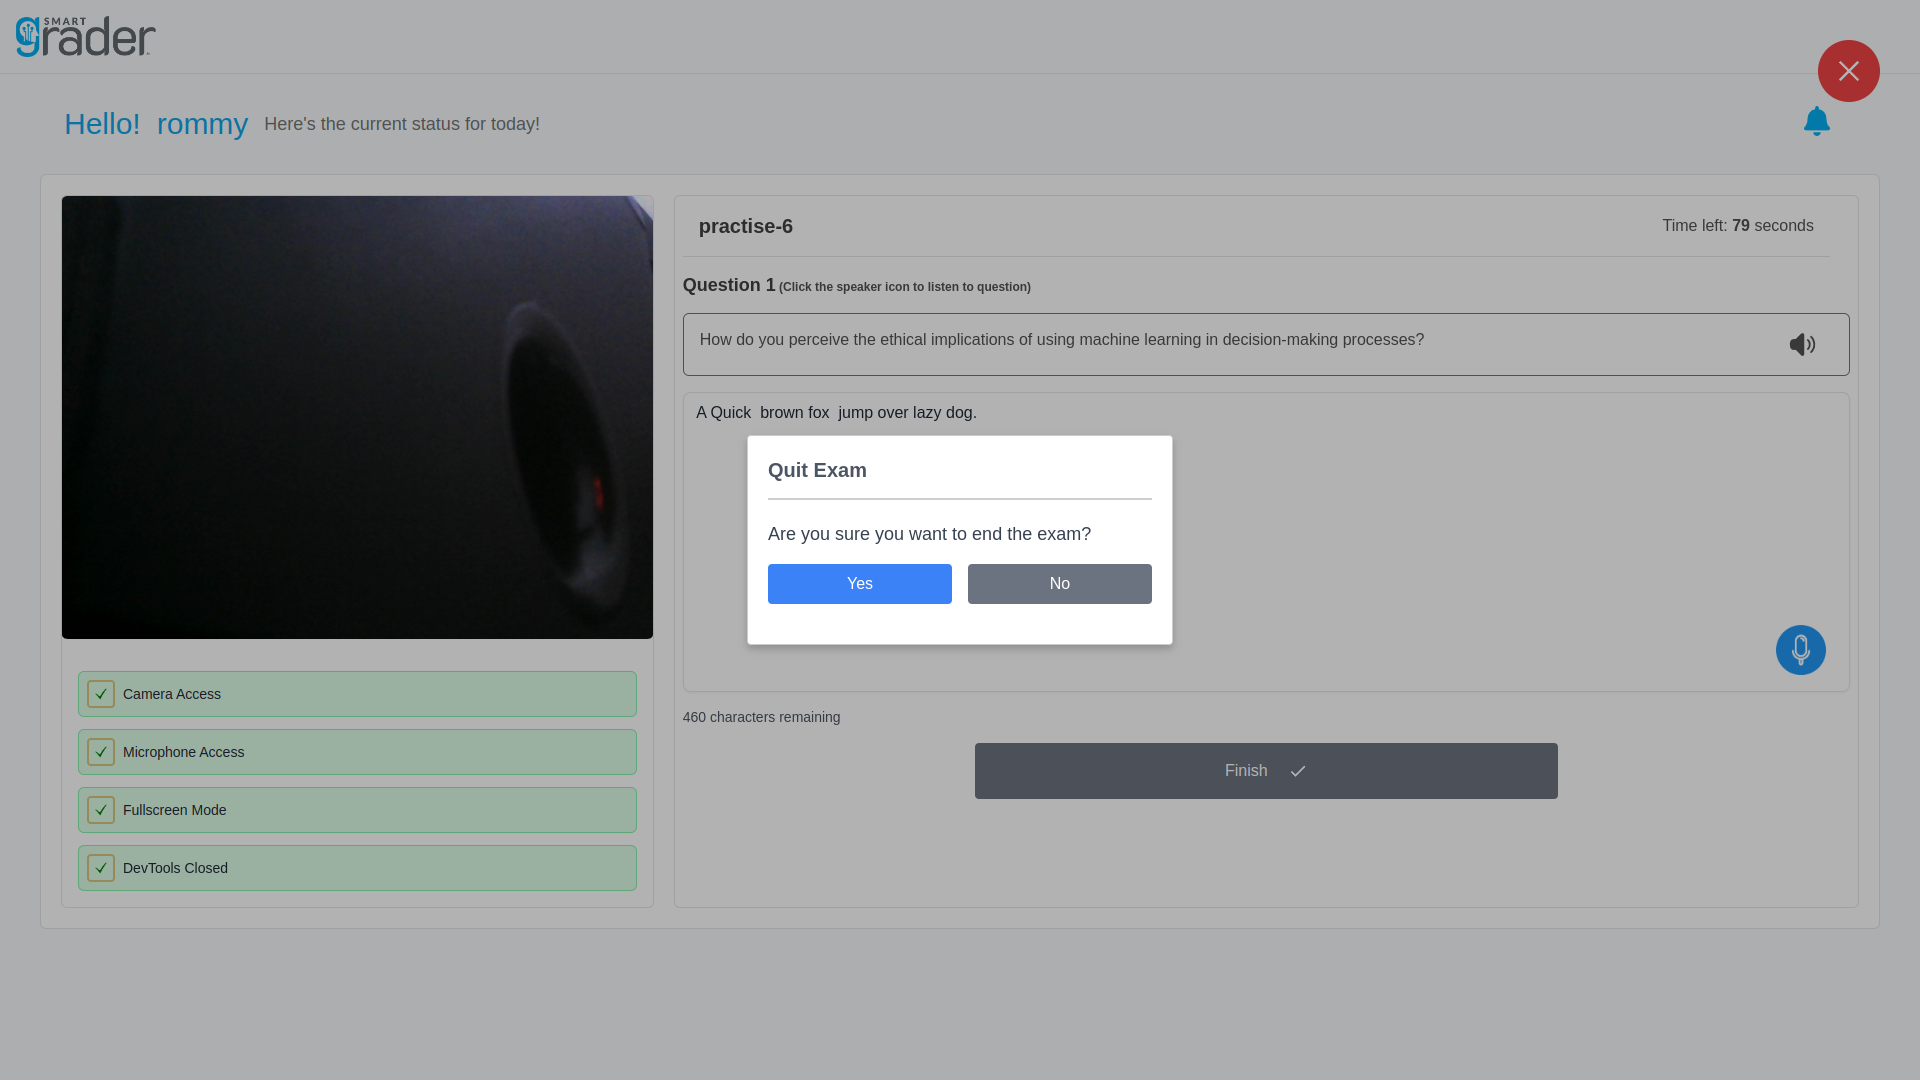 SMART
grader
Hello! rommy Here's the current status for today!
practise-6
Time left: 79 seconds
Question 1 (Click the speaker icon to listen to question)
How do you perceive the ethical implications of using machine learning in decision-making processes?
A Quick  brown fox  jump over lazy dog.
Quit Exam
Are you sure you want to end the exam?
Yes
No
460 characters remaining
Finish
Camera Access
Microphone Access
Fullscreen Mode
DevTools Closed